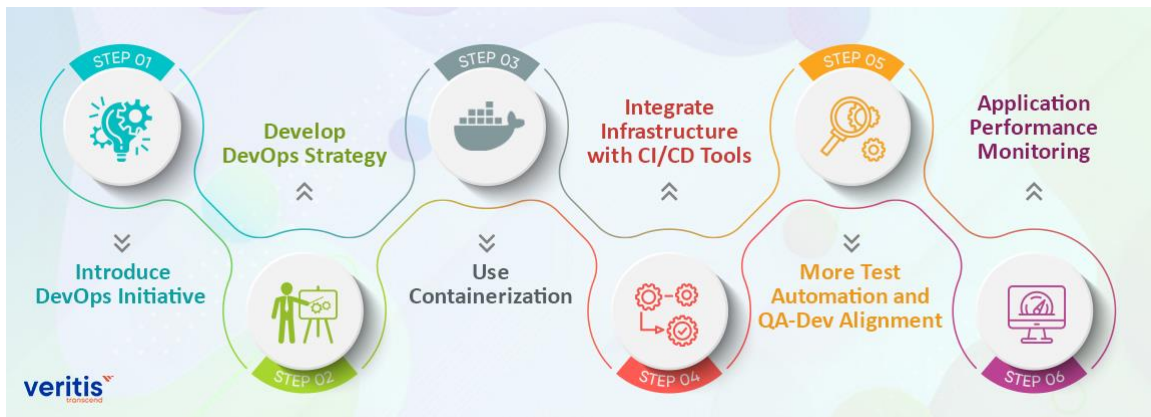 STEP 01
Introduce
DevOps Initiative
Develop
DevOps Strategy
STEP 02
STEP 03
Use
Containerization
Integrate
Infrastructure
with CI/CD Tools
STEP 04
STEP 05
More Test
Automation and
QA-Dev Alignment
Application
Performance
Monitoring
STEP 06
veritis
transcend